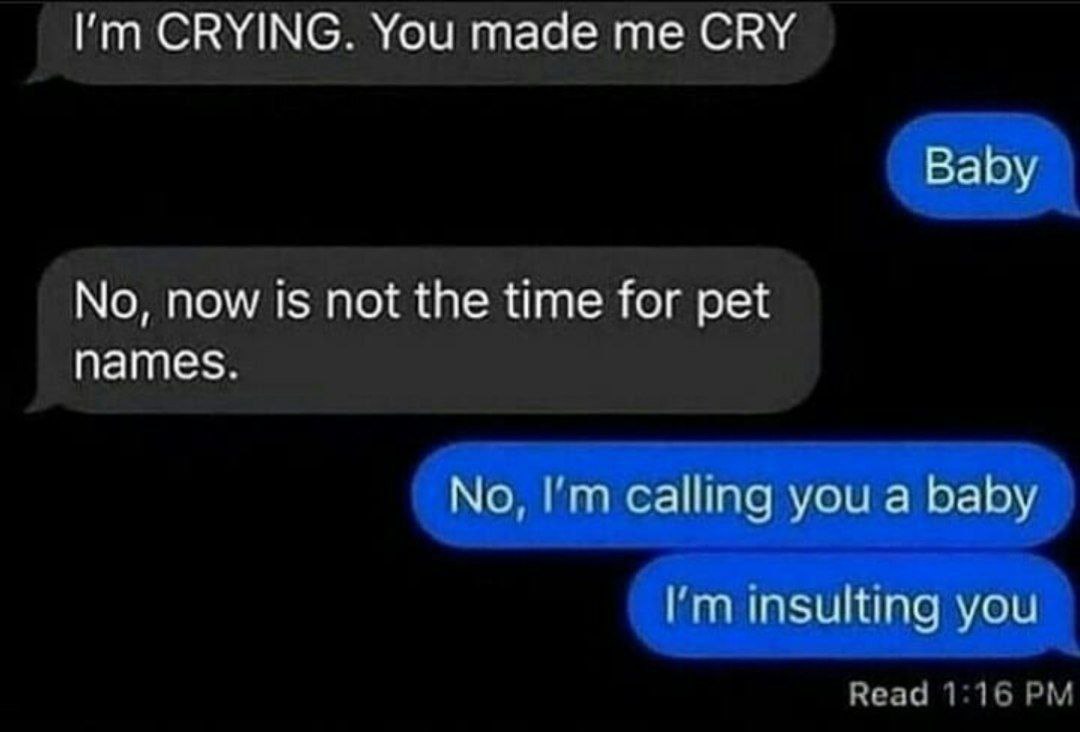 I'm CRYING. You made me CRY
Baby
No, now is not the time for pet
names.
No, I'm calling you a baby
I'm insulting you
Read 1:16 PM